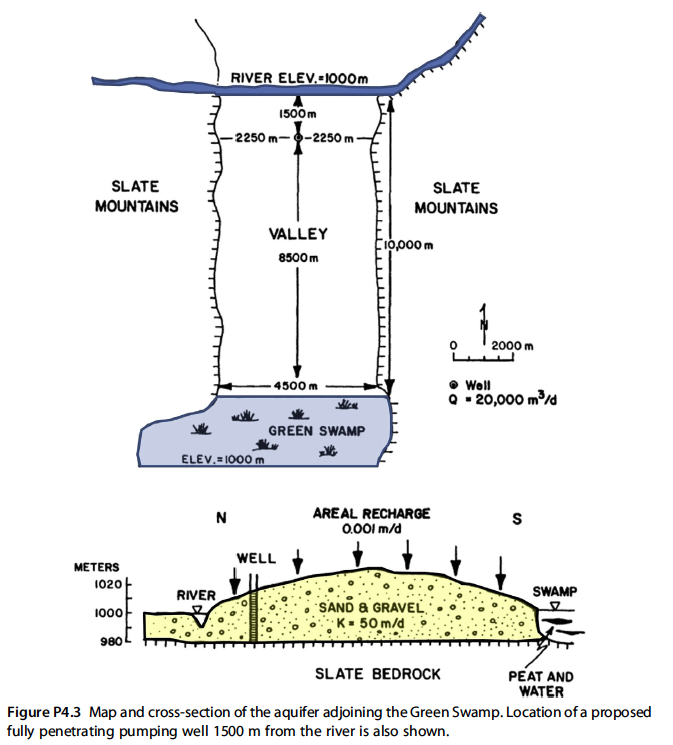 RIVER ELEV.=1000m
1500m
2250 m
2250 m
SLATE
MOUNTAINS
SLATE
MOUNTAINS
VALLEY
8500m
10,000m
N
0 2000 m
Well
Q = 20,000 m³/d
4500m
GREEN SWAMP
ELEV.=1000 m
N
AREAL RECHARGE
0.001 m/d
S
METERS
1020
1000
980
RIVER
WELL
SWAMP
SAND & GRAVEL
K = 50 m/d
SLATE BEDROCK
PEAT AND
WATER
Figure P4.3 Map and cross-section of the aquifer adjoining the Green Swamp. Location of a proposed
fully penetrating pumping well 1500 m from the river is also shown.